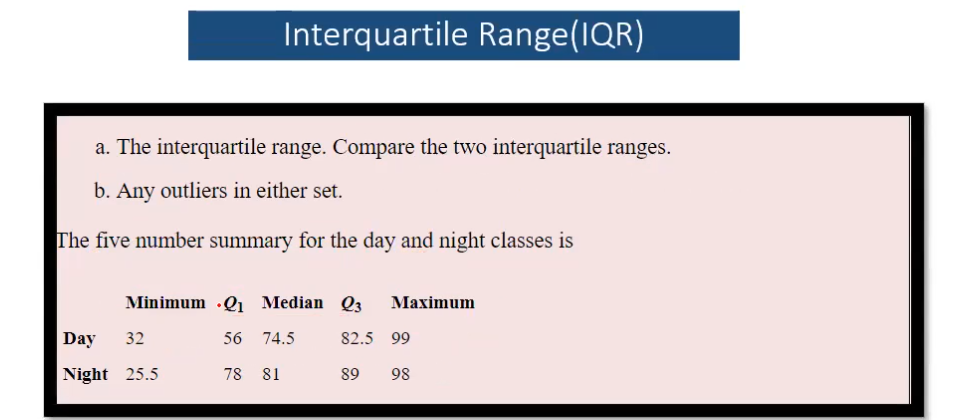 Interquartile Range(IQR)
a. The interquartile range. Compare the two interquartile ranges.
b. Any outliers in either set.
The five number summary for the day and night classes is
Minimum Q1 Median Q3 Maximum
Day 32 56 74.5 82.5 99
Night 25.5 78 81 89 98